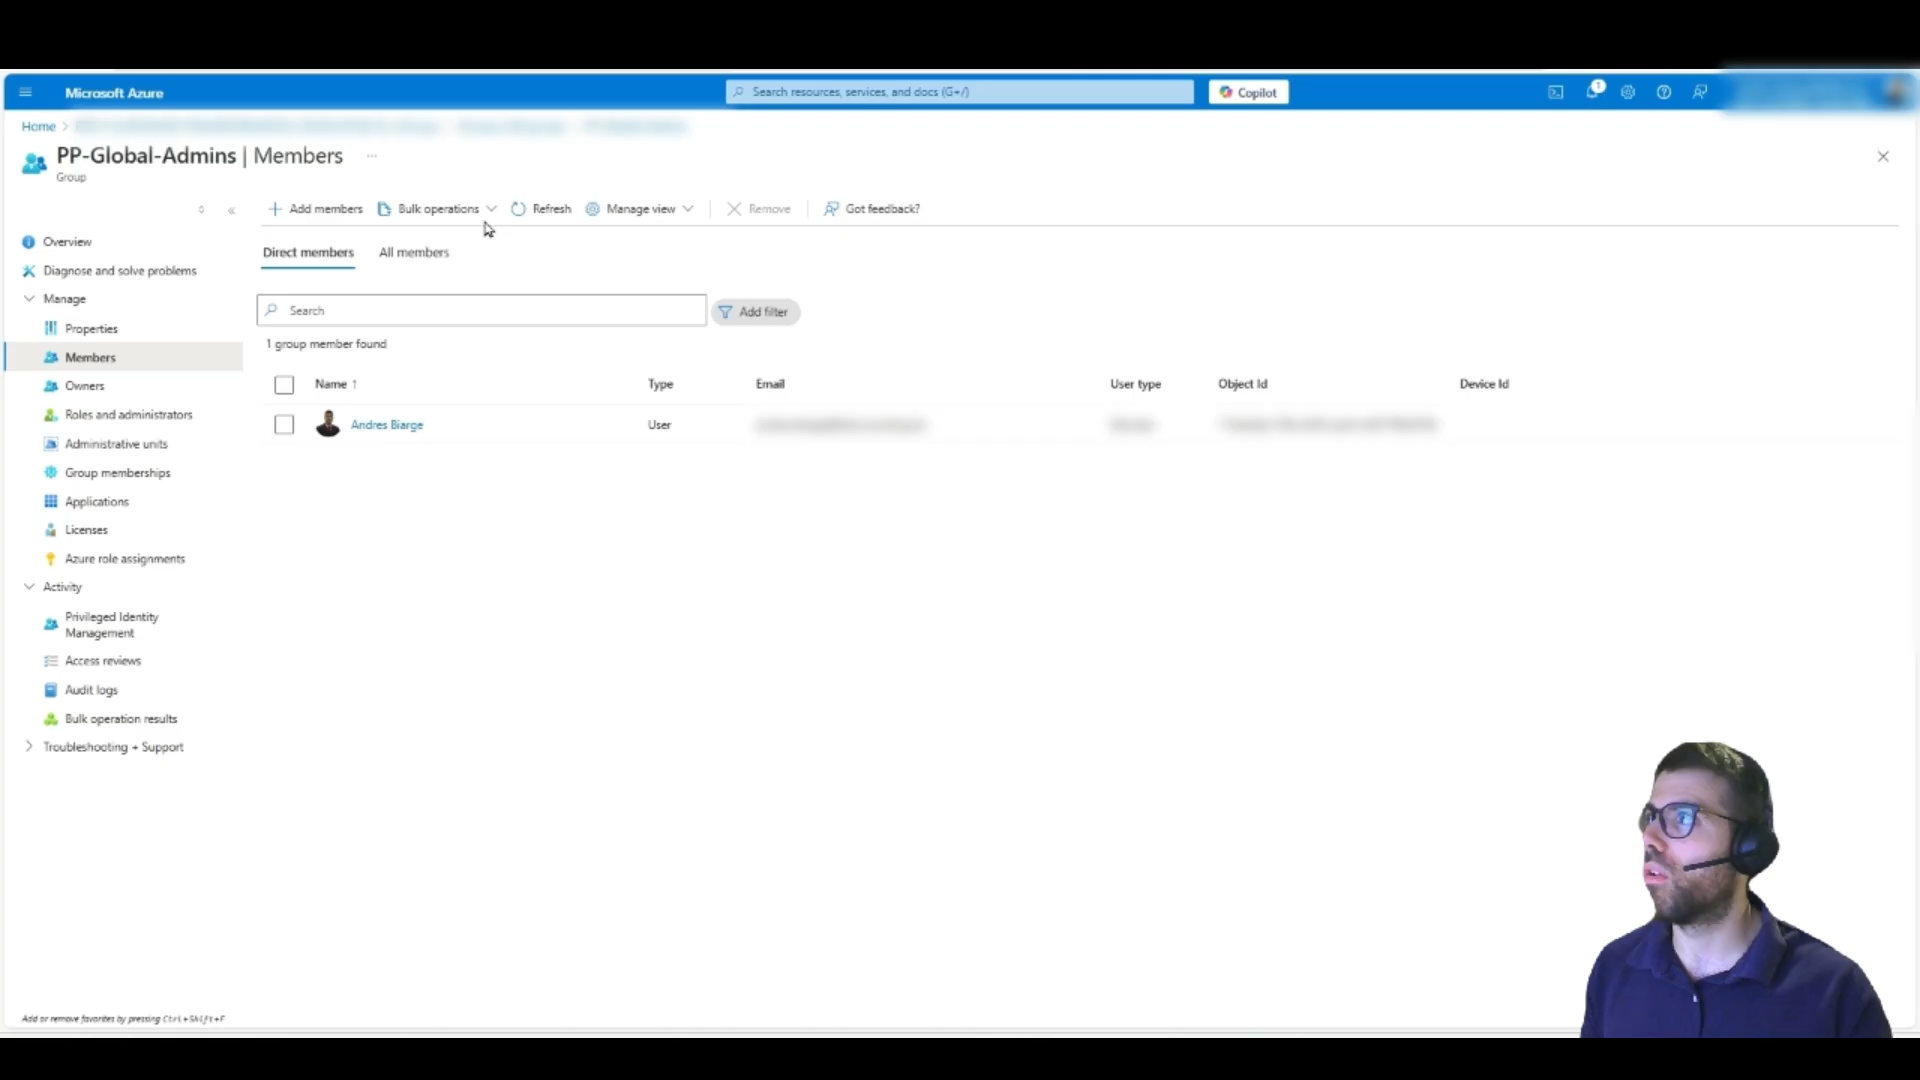 Microsoft Azure
Search resources, services, and docs (G+/)
Copilot
1
Home >
PP-Global-Admins | Members ...
Group
Add members
Bulk operations
Refresh
Manage view
Remove
Got feedback?
Overview
Diagnose and solve problems
Manage
Properties
Members
Owners
Roles and administrators
Administrative units
Group memberships
Applications
Licenses
Azure role assignments
Activity
Privileged Identity
Management
Access reviews
Audit logs
Bulk operation results
Troubleshooting + Support
Direct members
All members
Search
Add filter
1 group member found
Name ↑ Type Email User type Object Id Device Id
Andres Biarge User
Add or remove favorites by pressing Ctrl+Shift+F